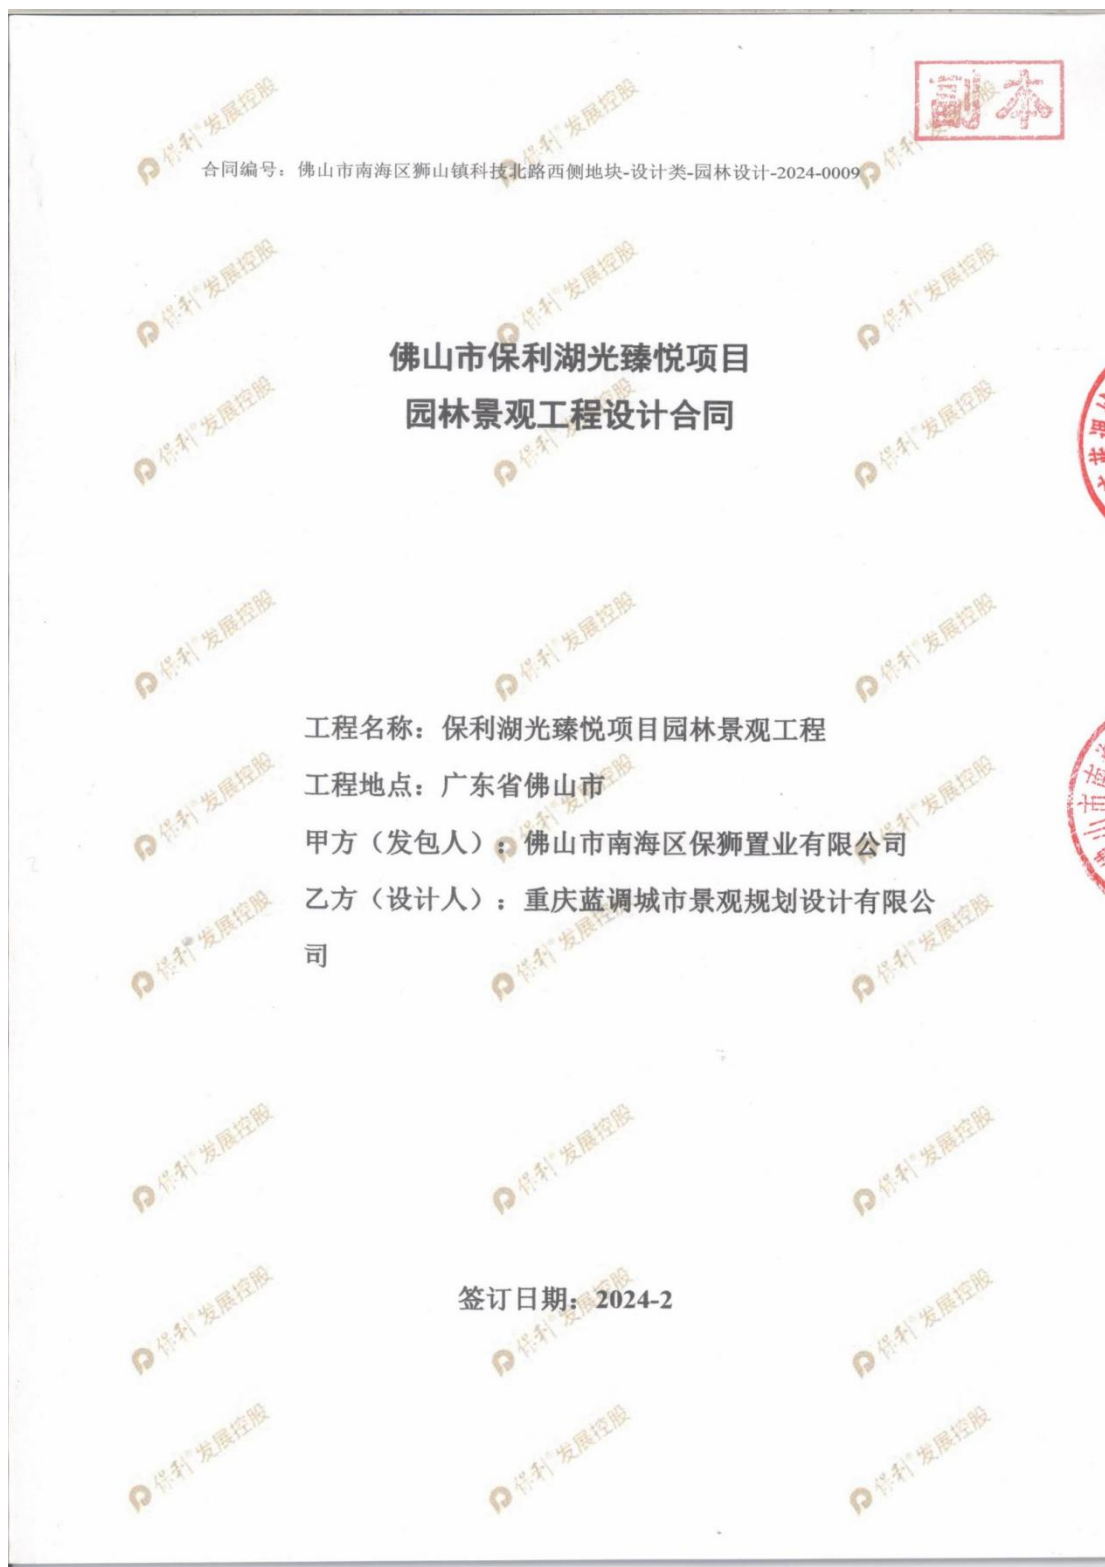 副本
合同编号：佛山市南海区狮山镇科技北路西侧地块-设计类-园林设计-2024-0009
佛山市保利湖光臻悦项目
园林景观工程设计合同
工程名称：保利湖光臻悦项目园林景观工程
工程地点：广东省佛山市
甲方（发包人）：佛山市南海区保狮置业有限公司
乙方（设计人）：重庆蓝调城市景观规划设计有限公
司
签订日期：2024-2
保利®发展控股